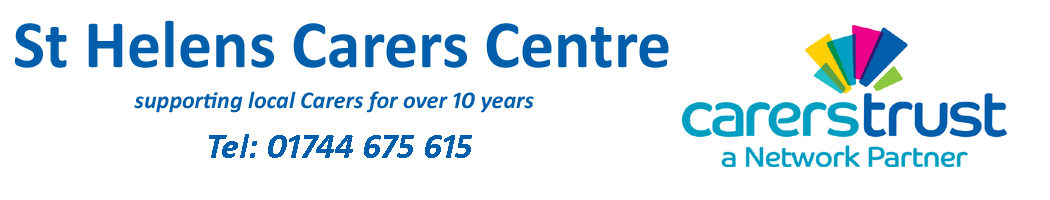 St Helens Carers Centre
supporting local Carers for over 10 years
Tel: 01744 675 615
carerstrust
a Network Partner